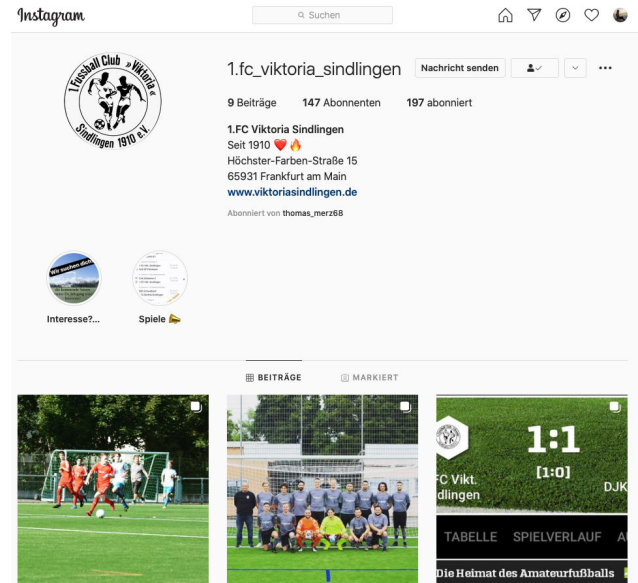 Instagram
Suchen
1 Fussball Club »Viktoria«
Sindlingen 1910 e.V.
1.fc_viktoria_sindlingen
Nachricht senden
9 Beiträge 147 Abonnenten 197 abonniert
1.FC Viktoria Sindlingen
Seit 1910 ❤️🔥
Höchster-Farben-Straße 15
65931 Frankfurt am Main
www.viktoriasindlingen.de
Abonniert von thomas_merz68
Wir suchen dich
Interesse?...
Spiele
BEITRÄGE
MARKIERT
1:1
[1:0]
FC Vikt.
dlingen
DJK
TABELLE SPIELVERLAUF
Die Heimat des Amateurfußballs